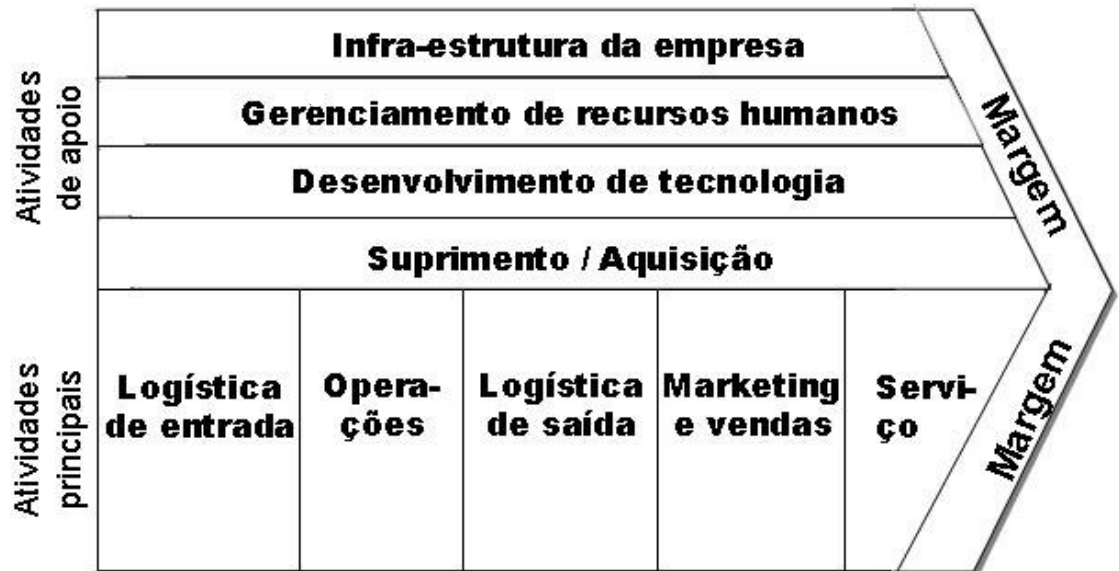 Atividades
de apoio
Infra-estrutura da empresa
Gerenciamento de recursos humanos
Desenvolvimento de tecnologia
Suprimento / Aquisição
Margem
Atividades
principais
Logística
de entrada
Opera-
ções
Logística
de saída
Marketing
e vendas
Servi-
ço
Margem